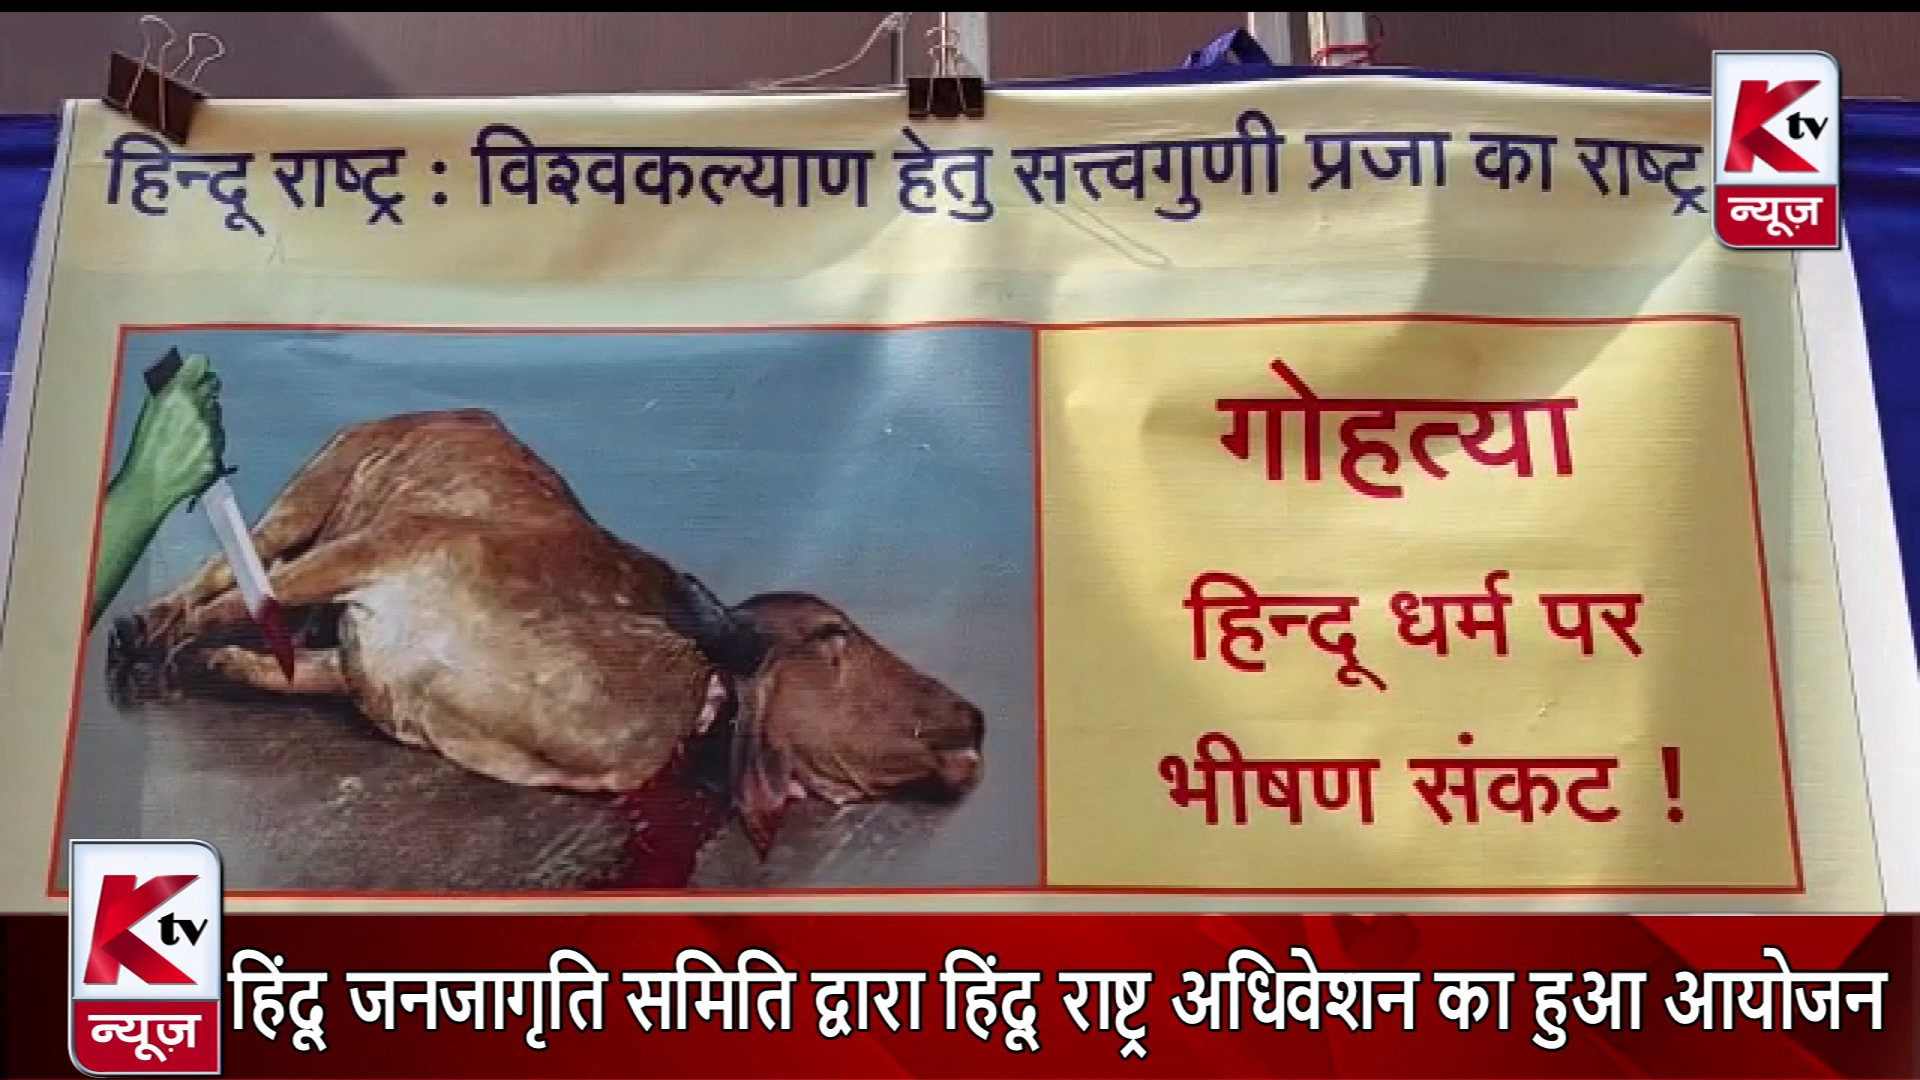 हिन्दू राष्ट्र : विश्वकल्याण हेतु सत्त्वगुणी प्रजा का राष्ट्र
K tv
न्यूज़
गोहत्या
हिन्दू धर्म पर
भीषण संकट !
K tv
न्यूज़
हिंदू जनजागृति समिति द्वारा हिंदू राष्ट्र अधिवेशन का हुआ आयोजन